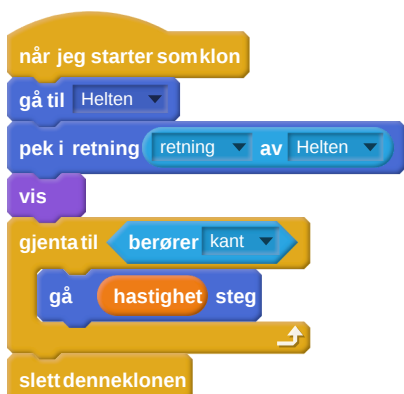 når jeg starter som klon
gå til Helten
pek i retning retning av Helten
vis
gjenta til berører kant
gå hastighet steg
slett denne klonen